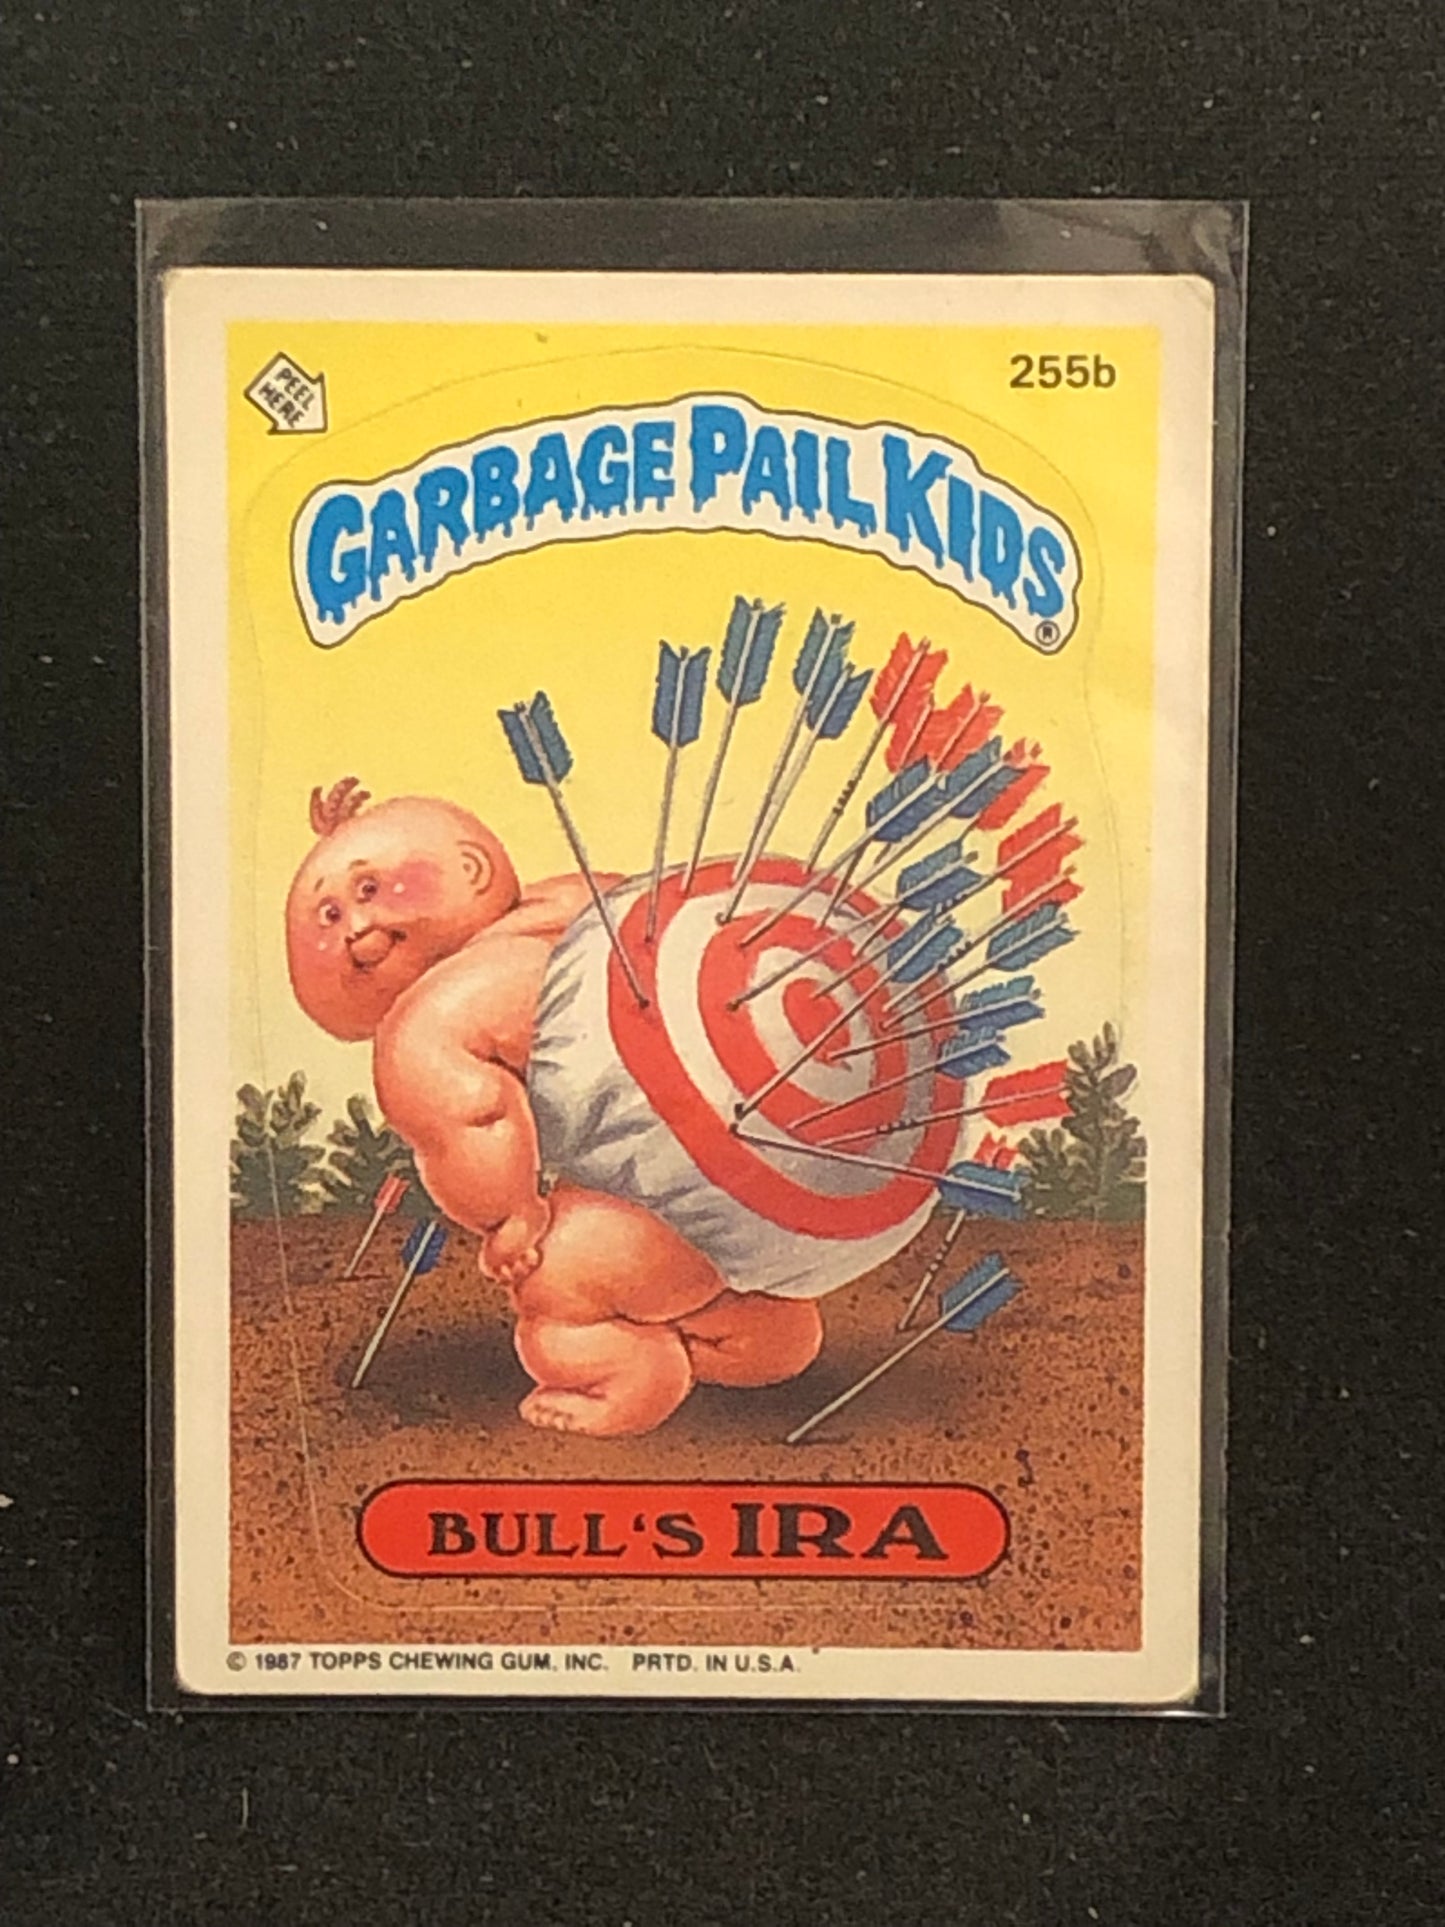 PEEL
HERE
255b
GARBAGE PAIL KIDS
®
BULL'S IRA
© 1987 TOPPS CHEWING GUM, INC. PRTD. IN U.S.A.